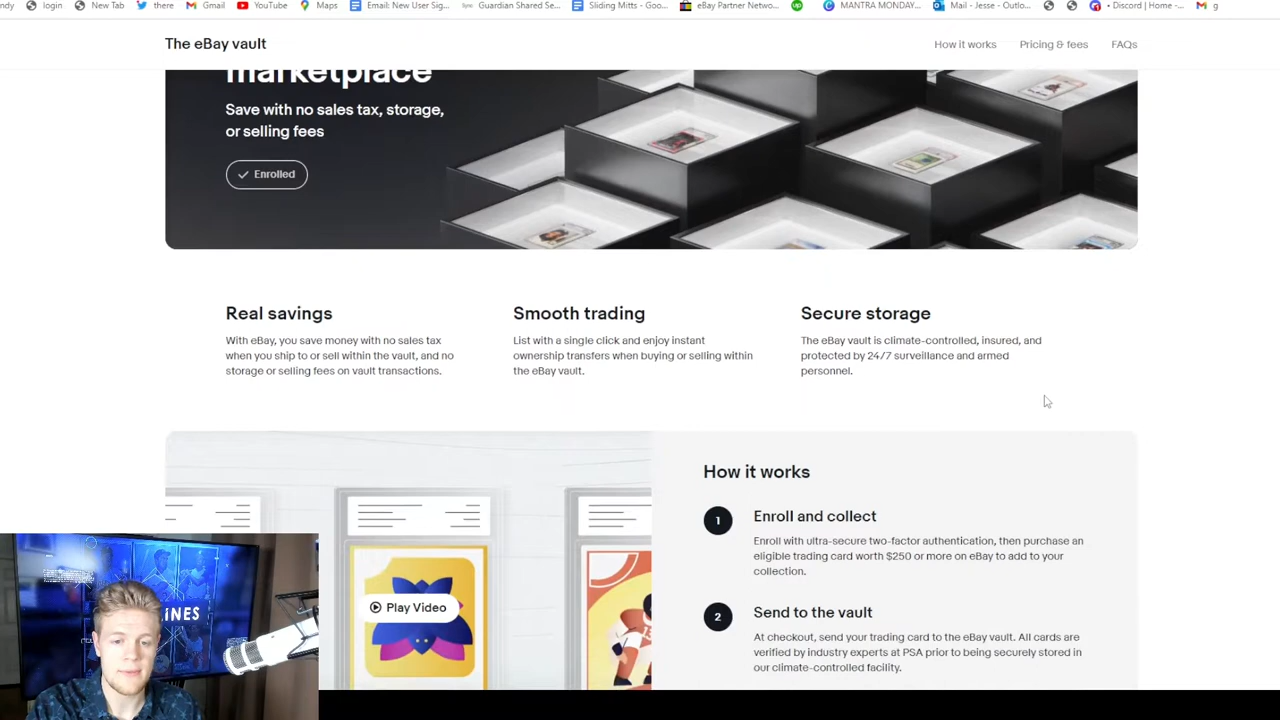 ndy login New Tab there Gmail YouTube Maps Email: New User Sig... Guardian Shared Se... Sliding Mitts - Goo... eBay Partner Netwo... up MANTRA MONDAY... Mail - Jesse - Outlo... • Discord | Home -... g
The eBay vault How it works Pricing & fees FAQs
marketplace
Save with no sales tax, storage,
or selling fees
Enrolled
Real savings Smooth trading Secure storage
With eBay, you save money with no sales tax
when you ship to or sell within the vault, and no
storage or selling fees on vault transactions.
List with a single click and enjoy instant
ownership transfers when buying or selling within
the eBay vault.
The eBay vault is climate-controlled, insured, and
protected by 24/7 surveillance and armed
personnel.
Play Video
How it works
1 Enroll and collect
Enroll with ultra-secure two-factor authentication, then purchase an
eligible trading card worth $250 or more on eBay to add to your
collection.
2 Send to the vault
At checkout, send your trading card to the eBay vault. All cards are
verified by industry experts at PSA prior to being securely stored in
our climate-controlled facility.
INES